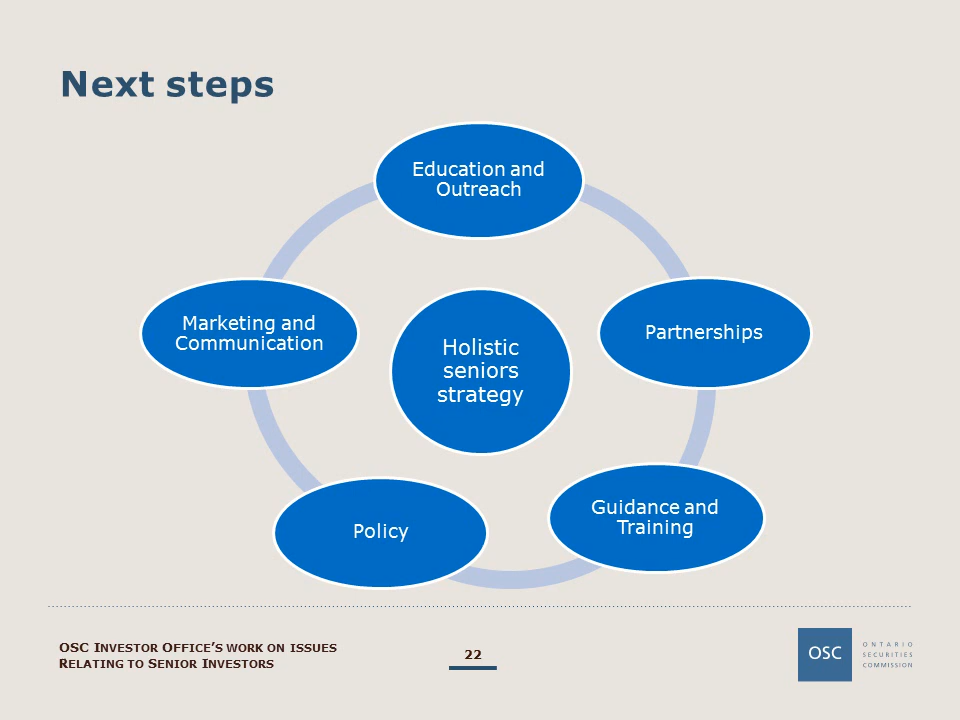 Next steps
Education and
Outreach
Marketing and
Communication
Partnerships
Holistic
seniors
strategy
Guidance and
Training
Policy
OSC INVESTOR OFFICE'S WORK ON ISSUES
RELATING TO SENIOR INVESTORS
22
OSC
ONTARIO
SECURITIES
COMMISSION